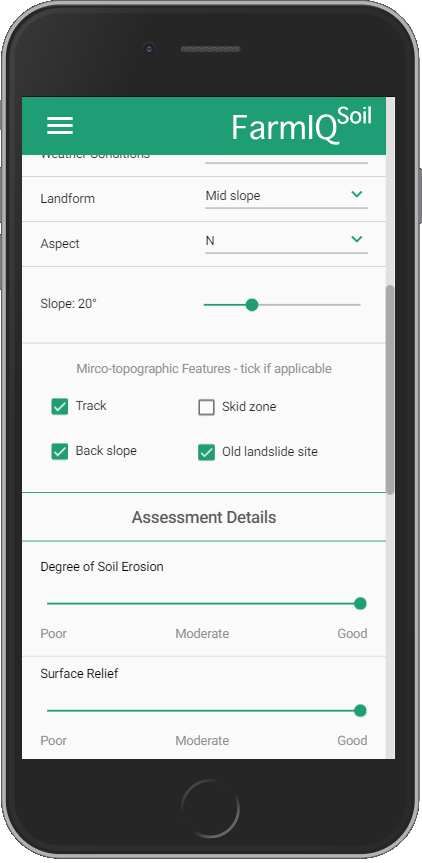 FarmIQ Soil
Weather Conditions
Landform Mid slope
Aspect N
Slope: 20°
Mirco-topographic Features - tick if applicable
Track Skid zone
Back slope Old landslide site
Assessment Details
Degree of Soil Erosion
Poor Moderate Good
Surface Relief
Poor Moderate Good